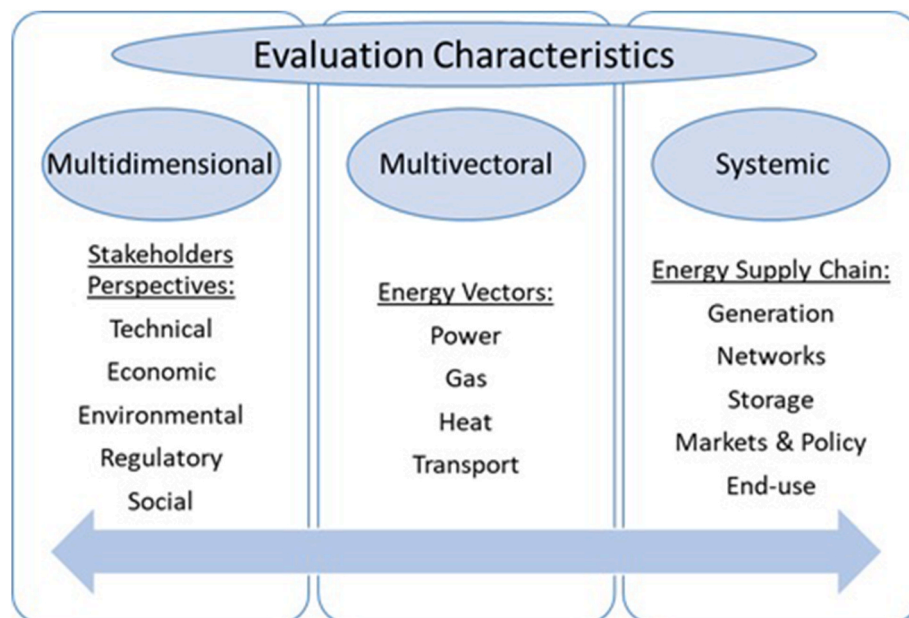 Evaluation Characteristics
Multidimensional
Stakeholders
Perspectives:
Technical
Economic
Environmental
Regulatory
Social
Multivectoral
Energy Vectors:
Power
Gas
Heat
Transport
Systemic
Energy Supply Chain:
Generation
Networks
Storage
Markets & Policy
End-use